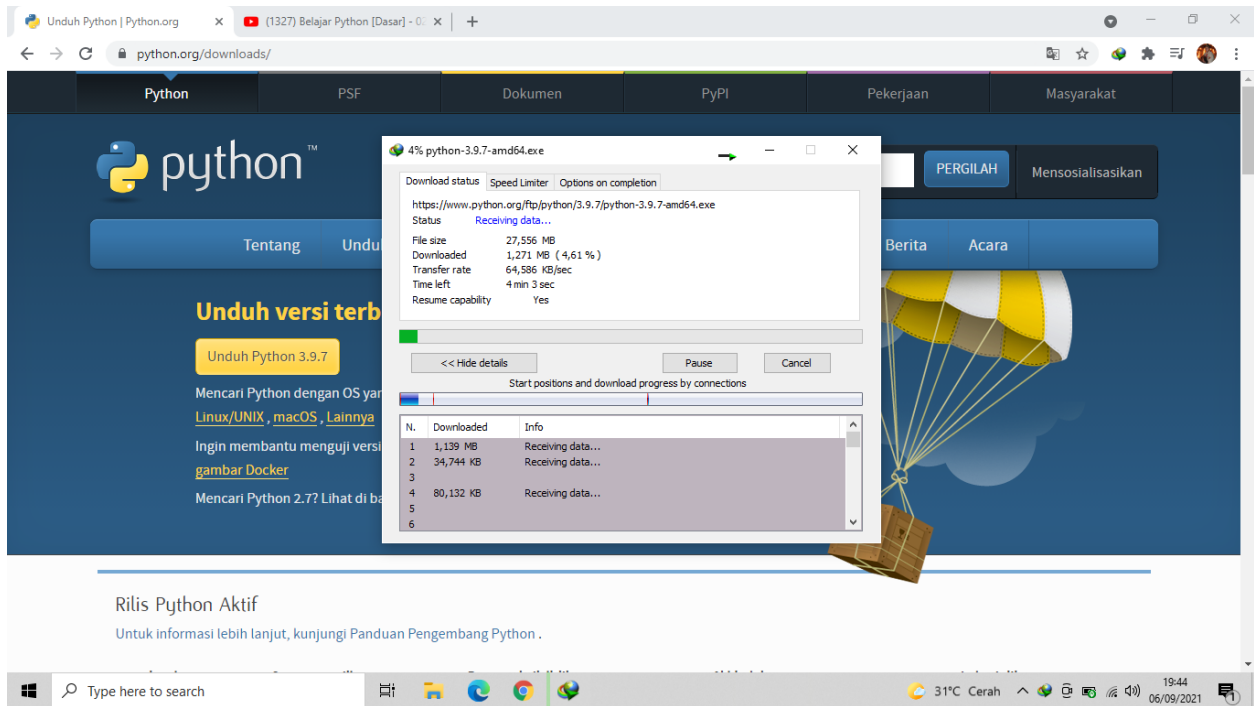 Unduh Python | Python.org
(1327) Belajar Python [Dasar] - 02
python.org/downloads/
Python PSF Dokumen PyPI Pekerjaan Masyarakat
python™
PERGILAH Mensosialisasikan
Tentang Undu Berita Acara
4% python-3.9.7-amd64.exe
Download status Speed Limiter Options on completion
https://www.python.org/ftp/python/3.9.7/python-3.9.7-amd64.exe
Status Receiving data...
File size 27,556 MB
Downloaded 1,271 MB ( 4,61 % )
Transfer rate 64,586 KB/sec
Time left 4 min 3 sec
Resume capability Yes
<< Hide details Pause Cancel
Start positions and download progress by connections
N. Downloaded Info
1 1,139 MB Receiving data...
2 34,744 KB Receiving data...
3
4 80,132 KB Receiving data...
5
6
Unduh versi terb
Unduh Python 3.9.7
Mencari Python dengan OS yan
Linux/UNIX , macOS , Lainnya
Ingin membantu menguji versi
gambar Docker
Mencari Python 2.7? Lihat di ba
Rilis Python Aktif
Untuk informasi lebih lanjut, kunjungi Panduan Pengembang Python .
Type here to search
31°C Cerah
19:44
06/09/2021
1